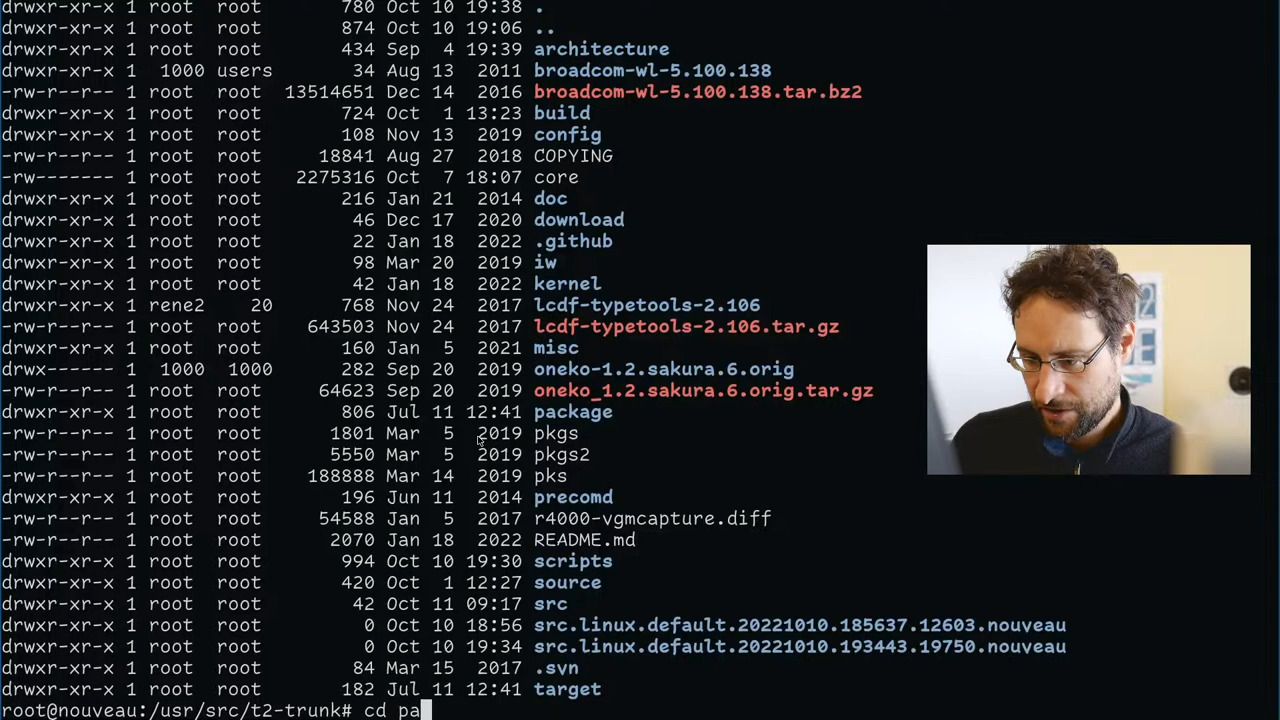 drwxr-xr-x 1 root root 780 Oct 10 19:38 .
drwxr-xr-x 1 root root 874 Oct 10 19:06 ..
drwxr-xr-x 1 root root 434 Sep 4 19:39 architecture
drwxr-xr-x 1 1000 users 34 Aug 13 2011 broadcom-wl-5.100.138
-rw-r--r-- 1 root root 13514651 Dec 14 2016 broadcom-wl-5.100.138.tar.bz2
drwxr-xr-x 1 root root 724 Oct 1 13:23 build
drwxr-xr-x 1 root root 108 Nov 13 2019 config
-rw-r--r-- 1 root root 18841 Aug 27 2018 COPYING
-rw------- 1 root root 2275316 Oct 7 18:07 core
drwxr-xr-x 1 root root 216 Jan 21 2014 doc
drwxr-xr-x 1 root root 46 Dec 17 2020 download
drwxr-xr-x 1 root root 22 Jan 18 2022 .github
drwxr-xr-x 1 root root 98 Mar 20 2019 iw
drwxr-xr-x 1 root root 42 Jan 18 2022 kernel
drwxr-xr-x 1 rene2 20 768 Nov 24 2017 lcdf-typetools-2.106
-rw-r--r-- 1 root root 643503 Nov 24 2017 lcdf-typetools-2.106.tar.gz
drwxr-xr-x 1 root root 160 Jan 5 2021 misc
drwx------ 1 1000 1000 282 Sep 20 2019 oneko-1.2.sakura.6.orig
-rw-r--r-- 1 root root 64623 Sep 20 2019 oneko_1.2.sakura.6.orig.tar.gz
drwxr-xr-x 1 root root 806 Jul 11 12:41 package
-rw-r--r-- 1 root root 1801 Mar 5 2019 pkgs
-rw-r--r-- 1 root root 5550 Mar 5 2019 pkgs2
-rw-r--r-- 1 root root 188888 Mar 14 2019 pks
drwxr-xr-x 1 root root 196 Jun 11 2014 precomd
-rw-r--r-- 1 root root 54588 Jan 5 2017 r4000-vgmcapture.diff
-rw-r--r-- 1 root root 2070 Jan 18 2022 README.md
drwxr-xr-x 1 root root 994 Oct 10 19:30 scripts
drwxr-xr-x 1 root root 420 Oct 1 12:27 source
drwxr-xr-x 1 root root 42 Oct 11 09:17 src
drwxr-xr-x 1 root root 0 Oct 10 18:56 src.linux.default.20221010.185637.12603.nouveau
drwxr-xr-x 1 root root 0 Oct 10 19:34 src.linux.default.20221010.193443.19750.nouveau
drwxr-xr-x 1 root root 84 Mar 15 2017 .svn
drwxr-xr-x 1 root root 182 Jul 11 12:41 target
root@nouveau:/usr/src/t2-trunk# cd pa